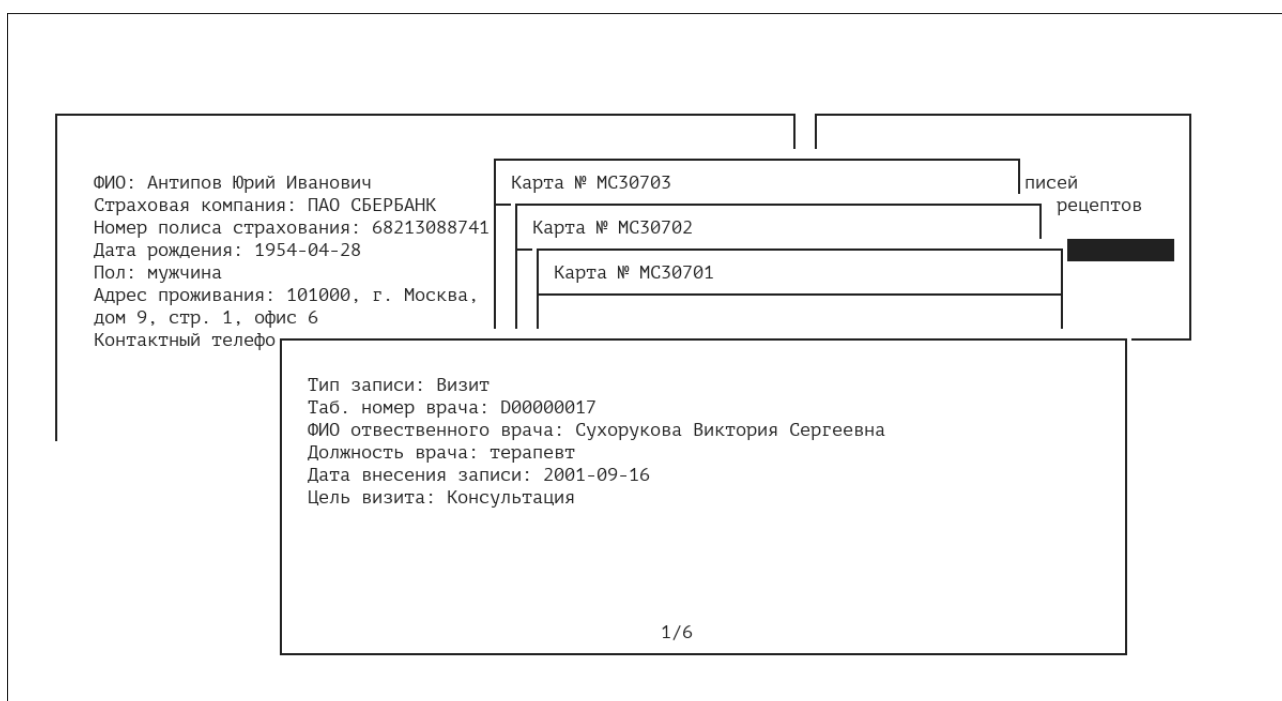 ФИО: Антипов Юрий Иванович
Страховая компания: ПАО СБЕРБАНК
Номер полиса страхования: 68213088741
Дата рождения: 1954-04-28
Пол: мужчина
Адрес проживания: 101000, г. Москва,
дом 9, стр. 1, офис 6
Контактный телефо
Карта № МС30703
писей
рецептов
Карта № МС30702
Карта № МС30701
Тип записи: Визит
Таб. номер врача: D00000017
ФИО отвественного врача: Сухорукова Виктория Сергеевна
Должность врача: терапевт
Дата внесения записи: 2001-09-16
Цель визита: Консультация
1/6